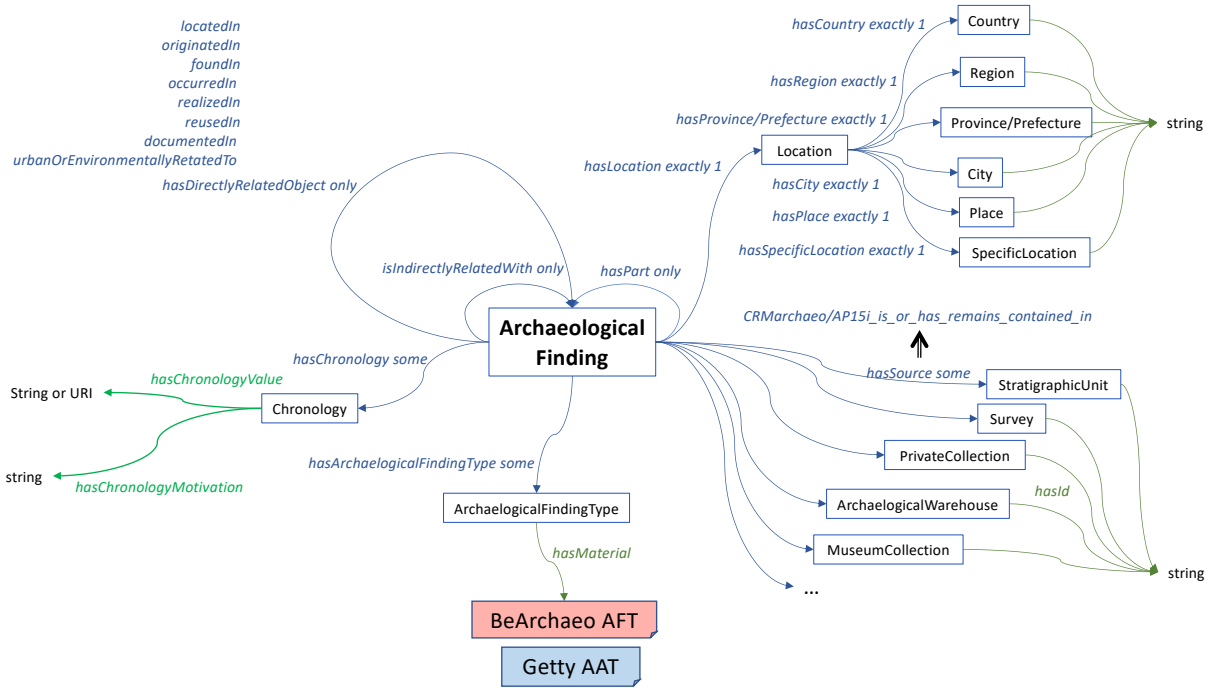 locatedIn
originatedIn
foundIn
occurredIn
realizedIn
reusedIn
documentedIn
urbanOrEnvironmentallyRetatedTo
hasDirectlyRelatedObject only
isIndirectlyRelatedWith only
hasPart only
Archaeological
Finding
hasLocation exactly 1
Location
hasCountry exactly 1
Country
hasRegion exactly 1
Region
hasProvince/Prefecture exactly 1
Province/Prefecture
string
hasCity exactly 1
City
hasPlace exactly 1
Place
hasSpecificLocation exactly 1
SpecificLocation
CRMarchaeo/AP15i_is_or_has_remains_contained_in
hasSource some
StratigraphicUnit
Survey
PrivateCollection
hasId
ArchaelogicalWarehouse
MuseumCollection
string
...
hasChronology some
Chronology
hasChronologyValue
String or URI
hasChronologyMotivation
string
hasArchaelogicalFindingType some
ArchaelogicalFindingType
hasMaterial
BeArchaeo AFT
Getty AAT